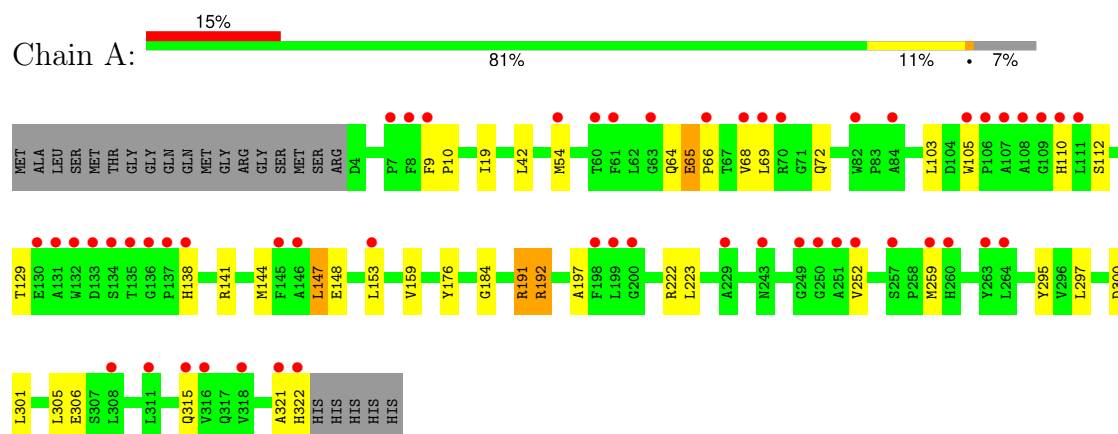 15%
Chain A:
81% 11% • 7%
MET ALA LEU SER MET THR GLY GLY GLN GLN MET GLY ARG GLY SER MET SER ARG D4 P7 F8 F9 P10 I19 L42 M54 T60 F61 L62 G63 Q64 E65 P66 T67 V68 L69 R70 G71 Q72 W82 P83 A84 L103 D104 W105 P106 A107 A108 G109 H110 L111 S112
T129 E130 A131 W132 D133 S134 T135 G136 P137 H138 R141 M144 F145 A146 L147 E148 L153 V159 Y176 G184 R191 R192 A197 F198 L199 G200 R222 L223 A229 N243 G249 G250 A251 V252 S257 P258 M259 H260 Y263 L264 Y295 V296 L297 D300
L301 L305 E306 S307 L308 L311 Q315 V316 Q317 V318 A321 H322 HIS HIS HIS HIS HIS